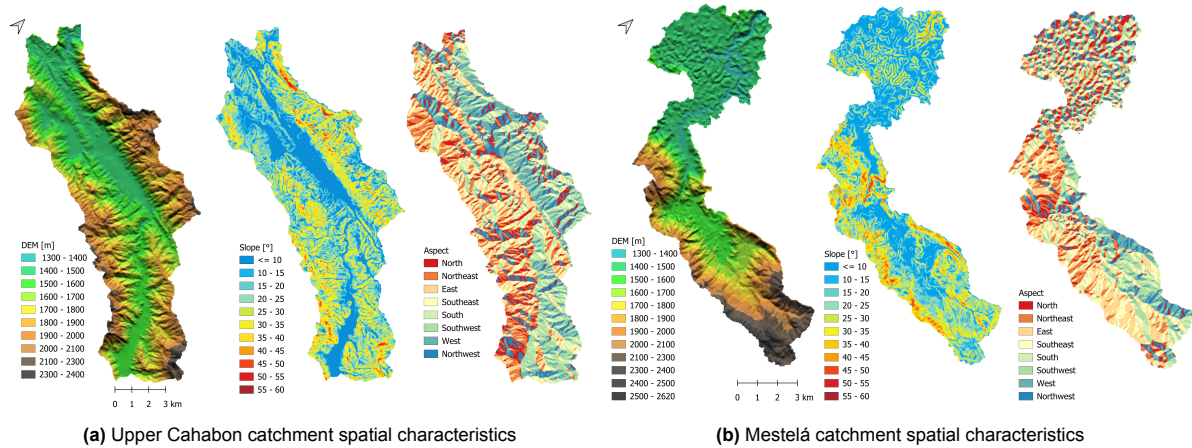 DEM [m]
1300 - 1400
1400 - 1500
1500 - 1600
1600 - 1700
1700 - 1800
1800 - 1900
1900 - 2000
2000 - 2100
2100 - 2300
2300 - 2400
0 1 2 3 km
Slope [°]
<= 10
10 - 15
15 - 20
20 - 25
25 - 30
30 - 35
35 - 40
40 - 45
45 - 50
50 - 55
55 - 60
Aspect
North
Northeast
East
Southeast
South
Southwest
West
Northwest
(a) Upper Cahabon catchment spatial characteristics
DEM [m]
1300 - 1400
1400 - 1500
1500 - 1600
1600 - 1700
1700 - 1800
1800 - 1900
1900 - 2000
2000 - 2100
2100 - 2300
2300 - 2400
2400 - 2500
2500 - 2620
0 1 2 3 km
Slope [°]
<= 10
10 - 15
15 - 20
20 - 25
25 - 30
30 - 35
35 - 40
40 - 45
45 - 50
50 - 55
55 - 60
Aspect
North
Northeast
East
Southeast
South
Southwest
West
Northwest
(b) Mestelá catchment spatial characteristics